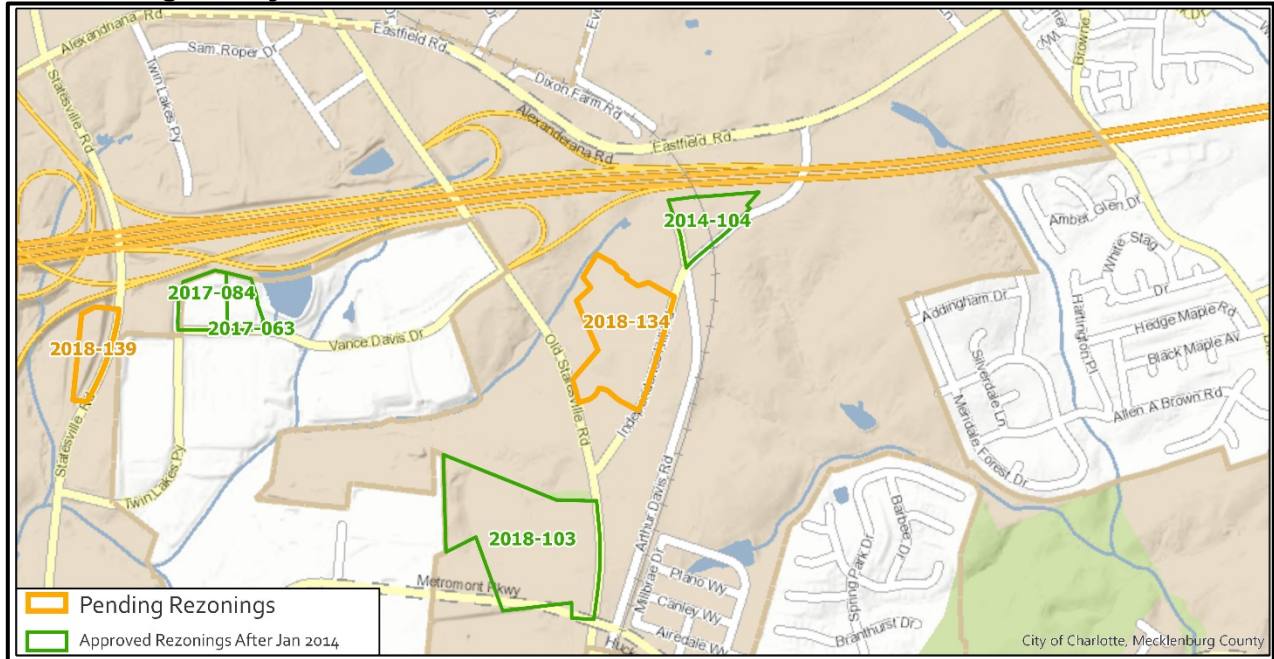 Alexandriana Rd
Sam Roper Dr
Twin Lakes Py
Statesville Rd
Eastfield Rd
Dixon Farm Rd
Alexanderana Rd
Eastfield Rd
Ln
Browne
Amber Glen Dr
White Stag
Dr
Hartington Pl
Hedge Maple Rd
Black Maple Av
Allen A Brown Rd
Addingham Dr
Silverdale Ln
Meridale Forest Dr
2014-104
2017-084
2017-063
2018-134
2018-139
Vance Davis Dr
Old Statesville Rd
Statesville Rd
Twin Lakes Py
Arthur Davis Rd
2018-103
Metromont Pkwy
Millbrae Dr
Plano Wy
Canley Wy
Airedale Wy
Huck
Spring Park Dr
Barbee Dr
Branthurst Dr
Pending Rezonings
Approved Rezonings After Jan 2014
City of Charlotte, Mecklenburg County